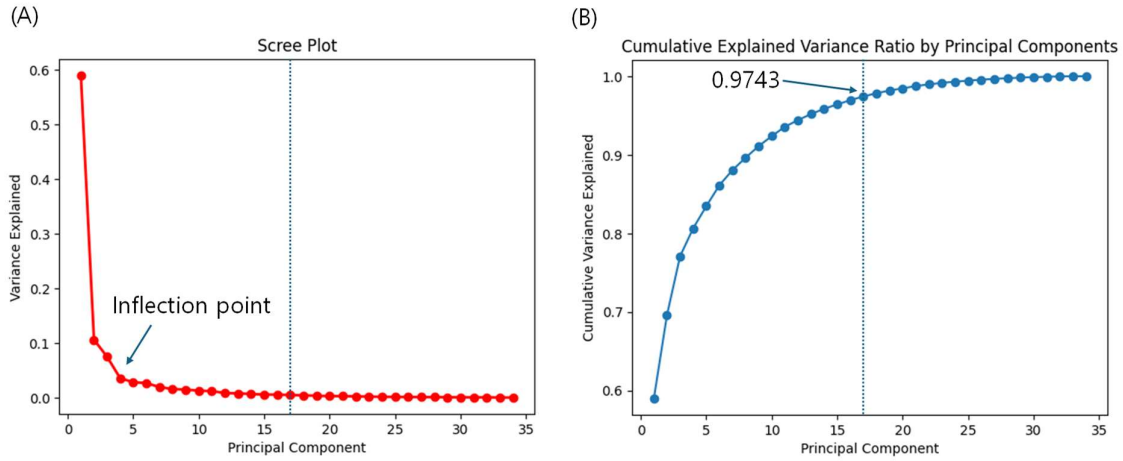 (A)
Scree Plot
Variance Explained
0.6
0.5
0.4
0.3
0.2
0.1
0.0
Inflection point
0 5 10 15 20 25 30 35
Principal Component
(B)
Cumulative Explained Variance Ratio by Principal Components
Cumulative Variance Explained
1.0
0.9
0.8
0.7
0.6
0.9743
0 5 10 15 20 25 30 35
Principal Component